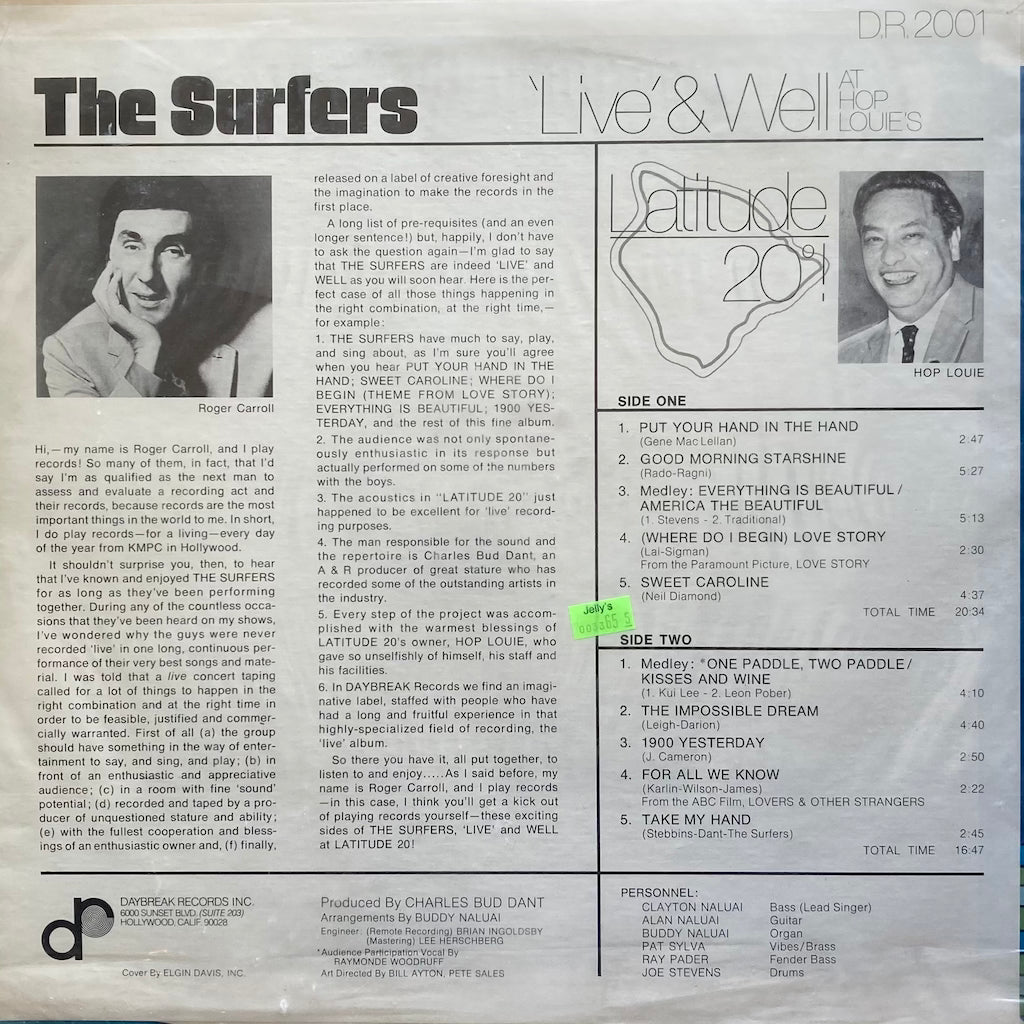 D.R. 2001
The Surfers
'Live' & Well AT
HOP
LOUIE'S
Roger Carroll
Hi,—my name is Roger Carroll, and I play
records! So many of them, in fact, that I'd
say I'm as qualified as the next man to
assess and evaluate a recording act and
their records, because records are the most
important things in the world to me. In short,
I do play records—for a living—every day
of the year from KMPC in Hollywood.
It shouldn't surprise you, then, to hear
that I've known and enjoyed THE SURFERS
for as long as they've been performing
together. During any of the countless occa-
sions that they've been heard on my shows,
I've wondered why the guys were never
recorded 'live' in one long, continuous per-
formance of their very best songs and mate-
rial. I was told that a live concert taping
called for a lot of things to happen in the
right combination and at the right time in
order to be feasible, justified and commer-
cially warranted. First of all (a) the group
should have something in the way of enter-
tainment to say, and sing, and play; (b) in
front of an enthusiastic and appreciative
audience; (c) in a room with fine 'sound'
potential; (d) recorded and taped by a pro-
ducer of unquestioned stature and ability;
(e) with the fullest cooperation and bless-
ings of an enthusiastic owner and, (f) finally,
released on a label of creative foresight and
the imagination to make the records in the
first place.
A long list of pre-requisites (and an even
longer sentence!) but, happily, I don't have
to ask the question again—I'm glad to say
that THE SURFERS are indeed 'LIVE' and
WELL as you will soon hear. Here is the per-
fect case of all those things happening in
the right combination, at the right time,—
for example:
1. THE SURFERS have much to say, play,
and sing about, as I'm sure you'll agree
when you hear PUT YOUR HAND IN THE
HAND; SWEET CAROLINE; WHERE DO I
BEGIN (THEME FROM LOVE STORY);
EVERYTHING IS BEAUTIFUL; 1900 YES-
TERDAY, and the rest of this fine album.
2. The audience was not only spontane-
ously enthusiastic in its response but
actually performed on some of the numbers
with the boys.
3. The acoustics in "LATITUDE 20" just
happened to be excellent for 'live' record-
ing purposes.
4. The man responsible for the sound and
the repertoire is Charles Bud Dant, an
A & R producer of great stature who has
recorded some of the outstanding artists in
the industry.
5. Every step of the project was accom-
plished with the warmest blessings of
LATITUDE 20's owner, HOP LOUIE, who
gave so unselfishly of himself, his staff and
his facilities.
6. In DAYBREAK Records we find an imagi-
native label, staffed with people who have
had a long and fruitful experience in that
highly-specialized field of recording, the
'live' album.
So there you have it, all put together, to
listen to and enjoy.....As I said before, my
name is Roger Carroll, and I play records
—in this case, I think you'll get a kick out
of playing records yourself—these exciting
sides of THE SURFERS, 'LIVE' and WELL
at LATITUDE 20!
Latitude
20°!
HOP LOUIE
SIDE ONE
1. PUT YOUR HAND IN THE HAND
(Gene Mac Lellan) 2:47
2. GOOD MORNING STARSHINE
(Rado-Ragni) 5:27
3. Medley: EVERYTHING IS BEAUTIFUL/
AMERICA THE BEAUTIFUL
(1. Stevens - 2. Traditional) 5:13
4. (WHERE DO I BEGIN) LOVE STORY
(Lai-Sigman) 2:30
From the Paramount Picture, LOVE STORY
5. SWEET CAROLINE
(Neil Diamond) 4:37
TOTAL TIME 20:34
Jelly's
SIDE TWO
1. Medley: *ONE PADDLE, TWO PADDLE/
KISSES AND WINE
(1. Kui Lee - 2. Leon Pober) 4:10
2. THE IMPOSSIBLE DREAM
(Leigh-Darion) 4:40
3. 1900 YESTERDAY
(J. Cameron) 2:50
4. FOR ALL WE KNOW
(Karlin-Wilson-James) 2:22
From the ABC Film, LOVERS & OTHER STRANGERS
5. TAKE MY HAND
(Stebbins-Dant-The Surfers) 2:45
TOTAL TIME 16:47
dr
DAYBREAK RECORDS INC.
6000 SUNSET BLVD. (SUITE 203)
HOLLYWOOD, CALIF. 90028
Cover By ELGIN DAVIS, INC.
Produced By CHARLES BUD DANT
Arrangements By BUDDY NALUAI
Engineer: (Remote Recording) BRIAN INGOLDSBY
(Mastering) LEE HERSCHBERG
*Audience Participation Vocal By
RAYMONDE WOODRUFF
Art Directed By BILL AYTON, PETE SALES
PERSONNEL:
CLAYTON NALUAI Bass (Lead Singer)
ALAN NALUAI Guitar
BUDDY NALUAI Organ
PAT SYLVA Vibes/Brass
RAY PADER Fender Bass
JOE STEVENS Drums